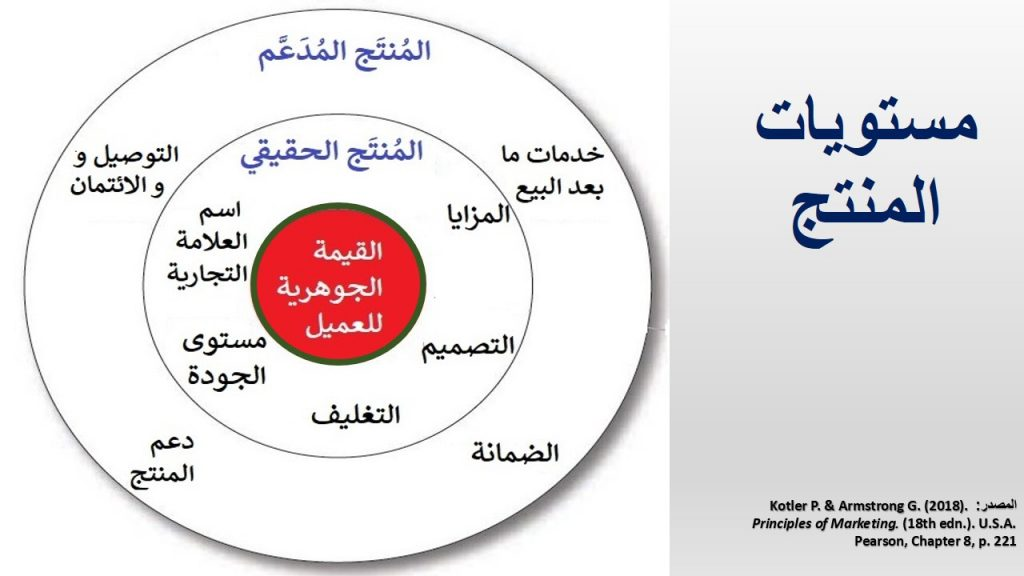 مستويات
المنتج
المُنتَج المُدَعَّم
المُنتَج الحقيقي
خدمات ما
بعد البيع
التوصيل و
و الائتمان
المزايا
اسم
العلامة
التجارية
القيمة
الجوهرية
للعميل
مستوى
الجودة
التصميم
التغليف
دعم
المنتج
الضمانة
المصدر: Kotler P. & Armstrong G. (2018).
Principles of Marketing. (18th edn.). U.S.A.
Pearson, Chapter 8, p. 221